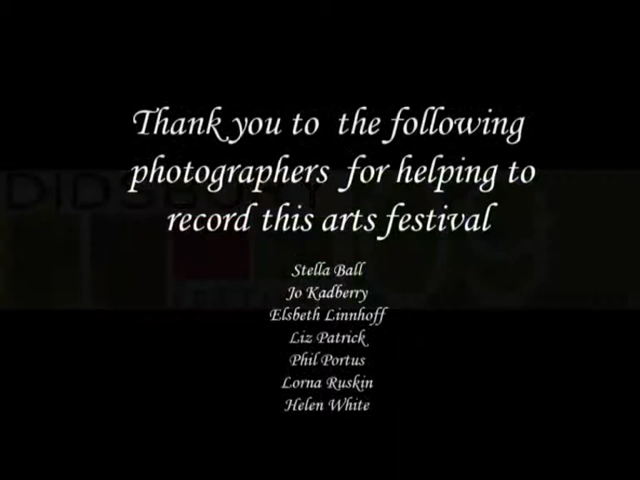 Thank you to the following
photographers for helping to
record this arts festival
DIDSBURY
Stella Ball
Jo Kadberry
Elsbeth Linnhoff
Liz Patrick
Phil Portus
Lorna Ruskin
Helen White